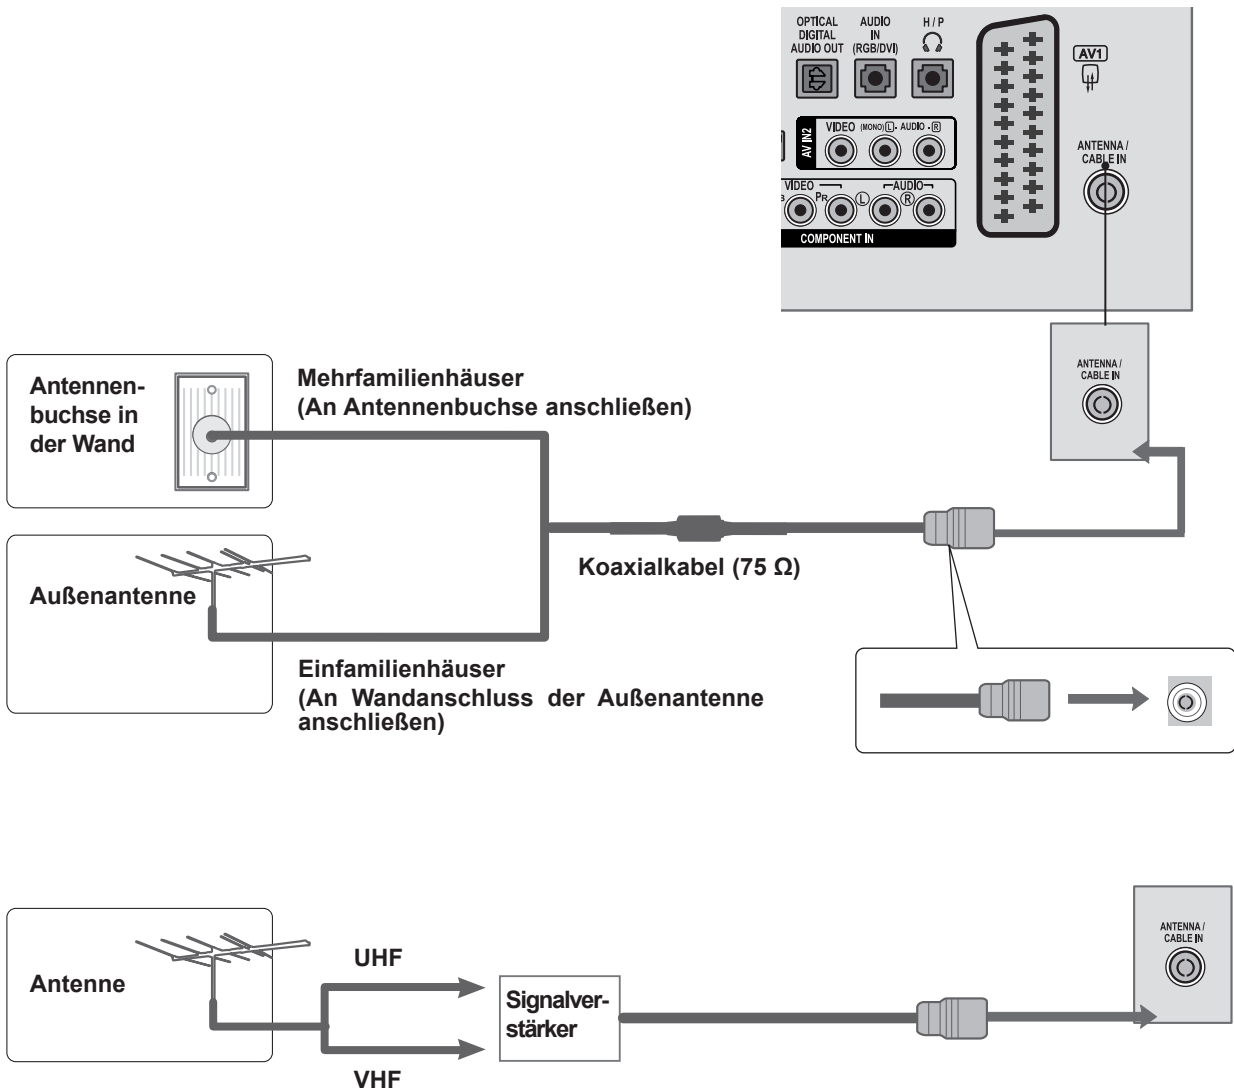 OPTICAL
DIGITAL
AUDIO OUT
AUDIO
IN
(RGB/DVI)
H / P
AV1
AV IN2
VIDEO
(MONO) L - AUDIO - R
ANTENNA /
CABLE IN
VIDEO
AUDIO
B
PR
L
R
COMPONENT IN
ANTENNA /
CABLE IN
Antennen-
buchse in
der Wand
Mehrfamilienhäuser
(An Antennenbuchse anschließen)
Außenantenne
Koaxialkabel (75 Ω)
Einfamilienhäuser
(An Wandanschluss der Außenantenne
anschließen)
ANTENNA /
CABLE IN
Antenne
UHF
Signalver-
stärker
VHF